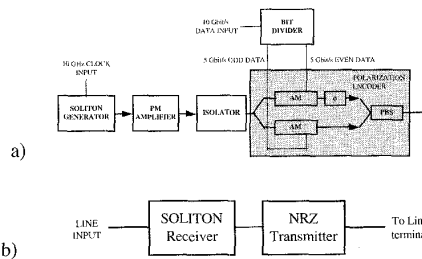 10 Gbit/s
DATA INPUT
BIT
DIVIDER
10 GHz CLOCK
INPUT
5 Gbit/s ODD DATA
5 Gbit/s EVEN DATA
POLARIZATION
ENCODER
SOLITON
GENERATOR
PM
AMPLIFIER
ISOLATOR
AM
φ
PBS
AM
a)
LINE
INPUT
SOLITON
Receiver
NRZ
Transmitter
To Lin
termina
b)